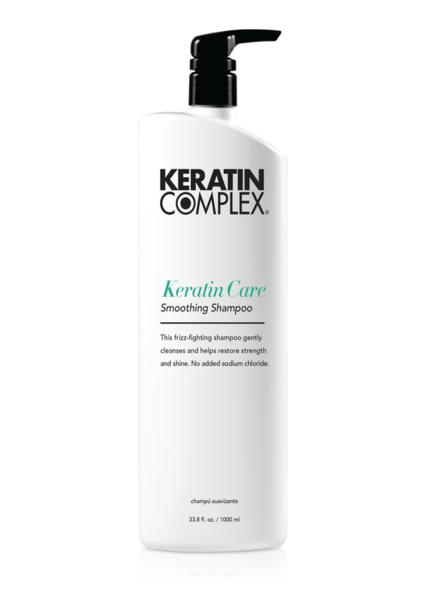 KERATIN
COMPLEX®
Keratin Care
Smoothing Shampoo
This frizz-fighting shampoo gently
cleanses and helps restore strength
and shine. No added sodium chloride.
champú suavizante
33.8 fl. oz. / 1000 ml